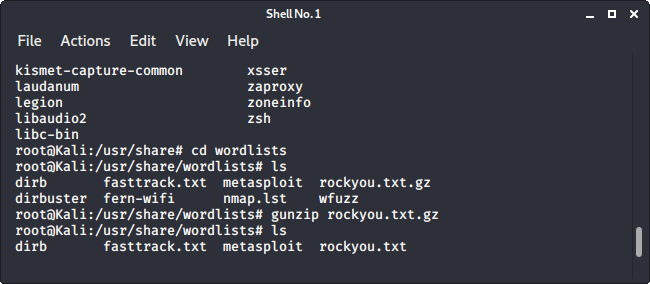 Shell No. 1
File Actions Edit View Help
kismet-capture-common xsser
laudanum zaproxy
legion zoneinfo
libaudio2 zsh
libc-bin
root@Kali:/usr/share# cd wordlists
root@Kali:/usr/share/wordlists# ls
dirb fasttrack.txt metasploit rockyou.txt.gz
dirbuster fern-wifi nmap.lst wfuzz
root@Kali:/usr/share/wordlists# gunzip rockyou.txt.gz
root@Kali:/usr/share/wordlists# ls
dirb fasttrack.txt metasploit rockyou.txt